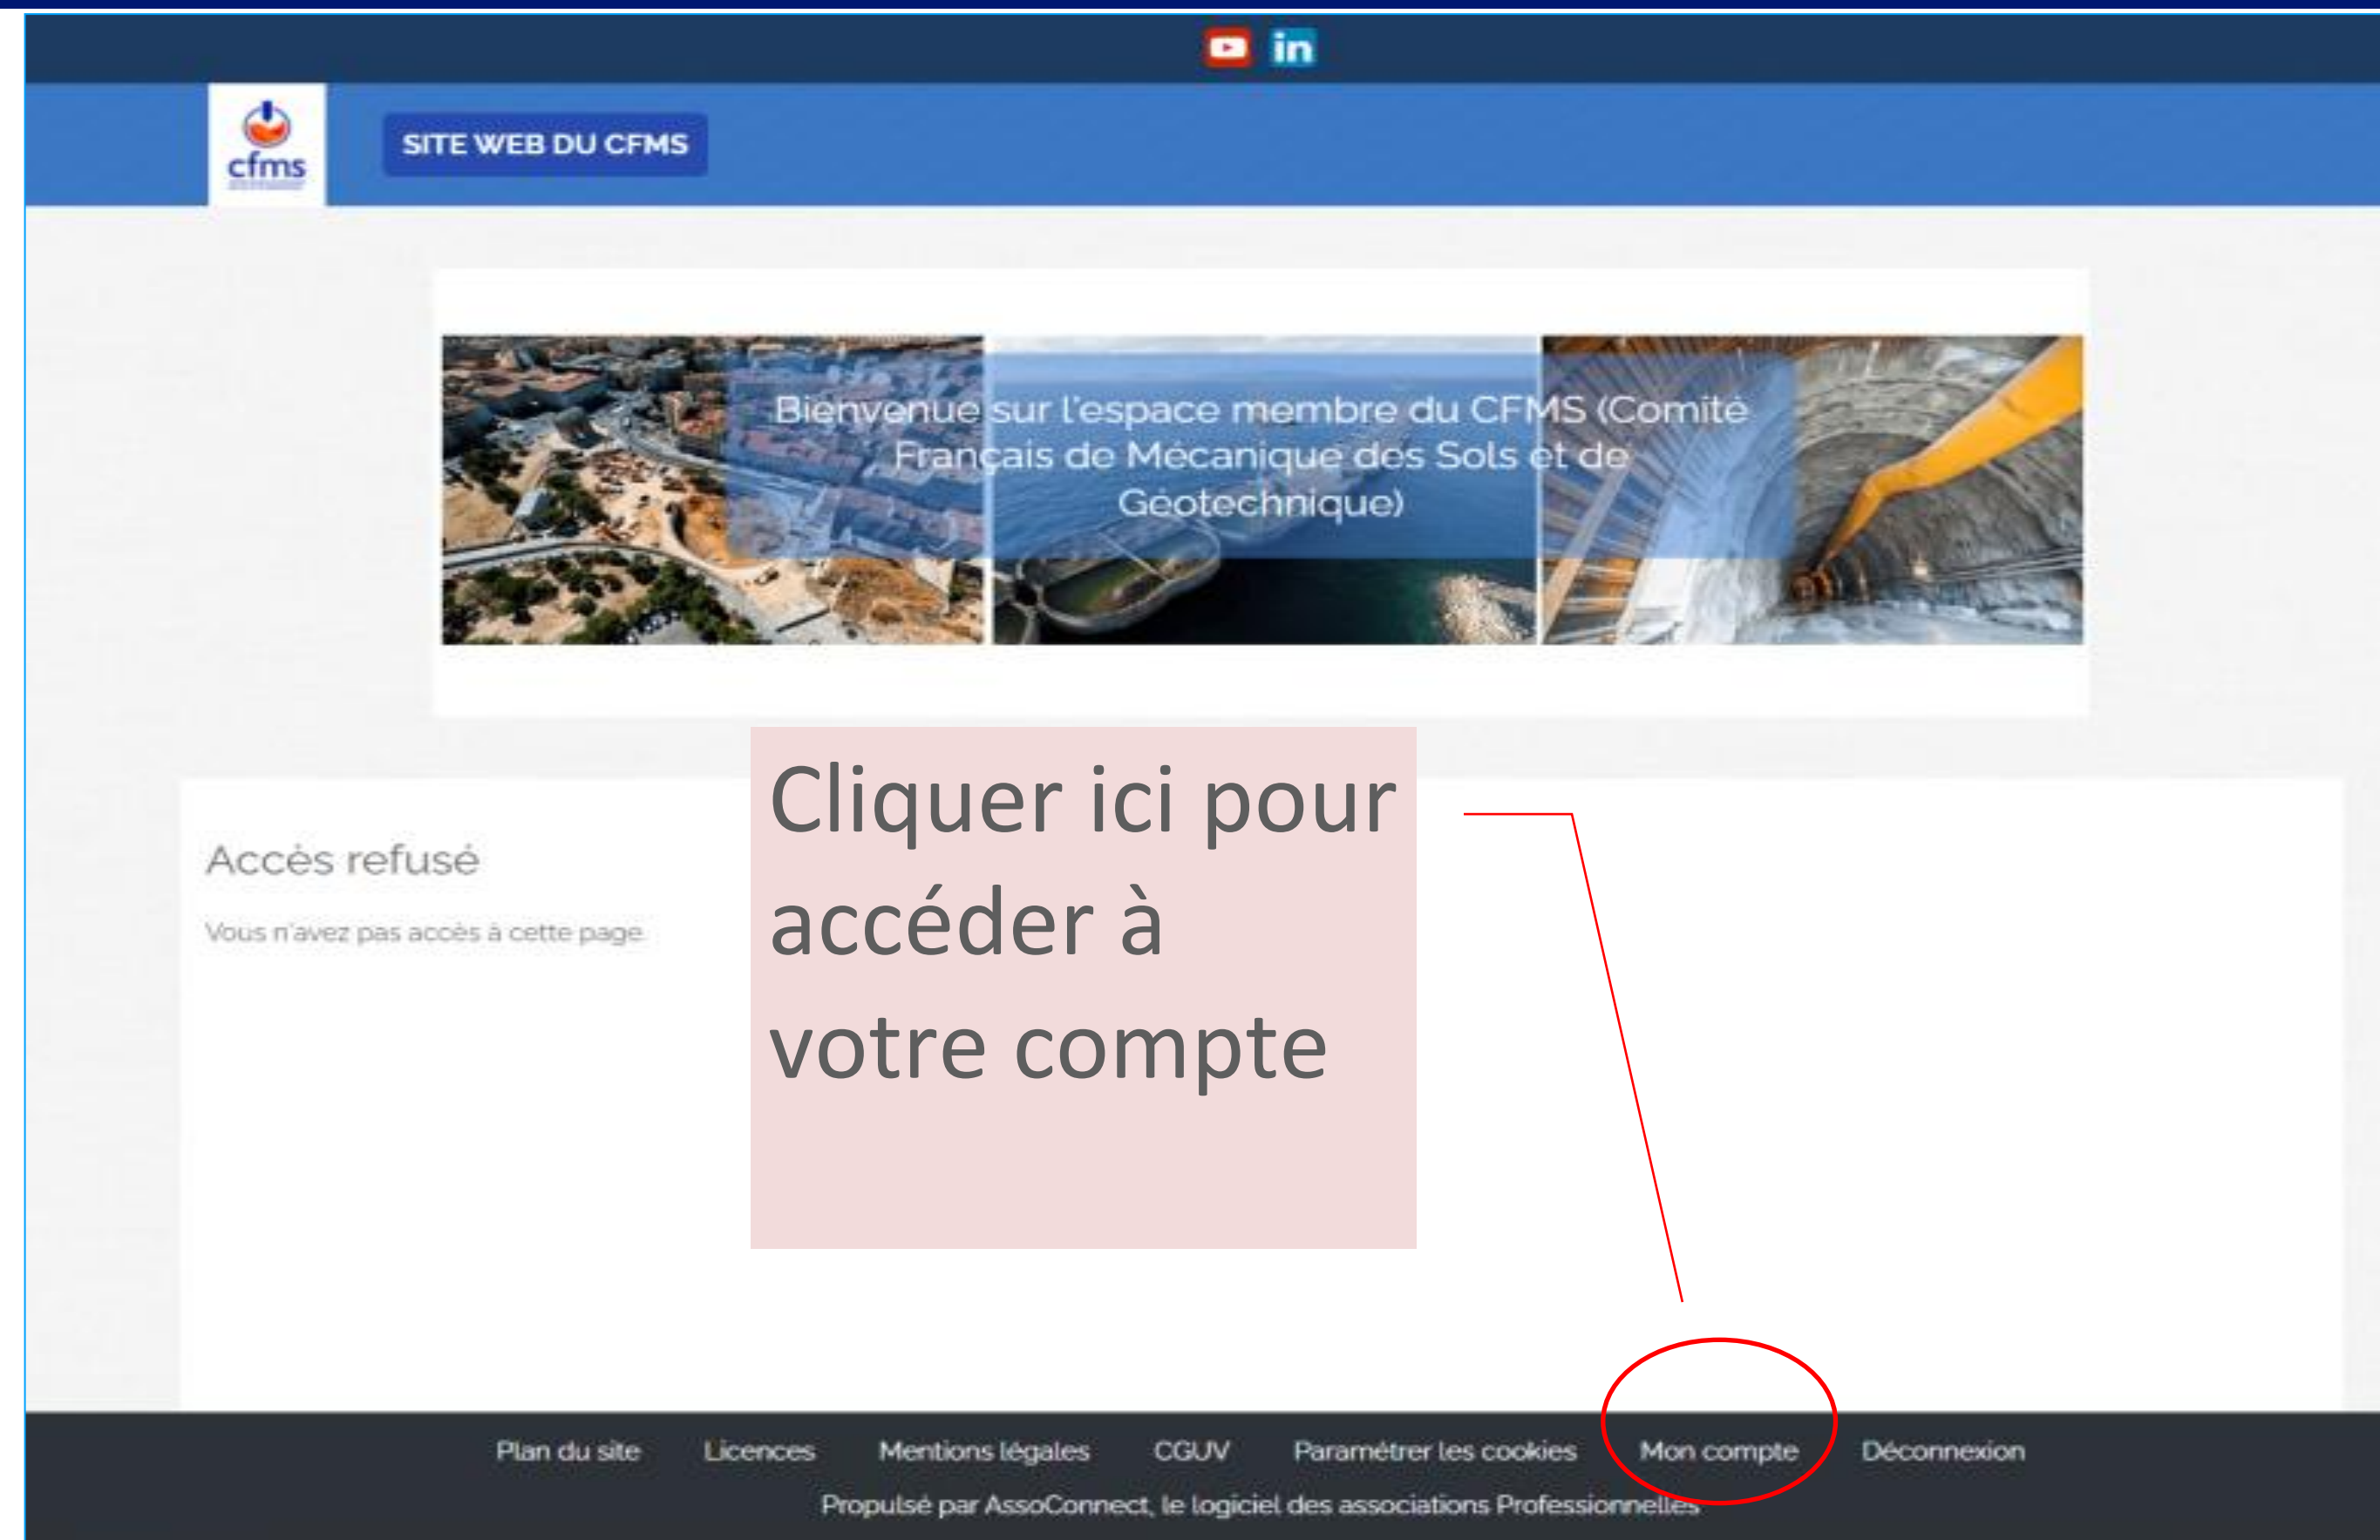 in
cfms
SITE WEB DU CFMS
Bienvenue sur l'espace membre du CFMS (Comité
Français de Mécanique des Sols et de
Géotechnique)
Cliquer ici pour
accéder à
votre compte
Accès refusé
Vous n'avez pas accès à cette page.
Plan du site Licences Mentions légales CGUV Paramétrer les cookies Mon compte Déconnexion
Propulsé par AssoConnect, le logiciel des associations Professionnelles